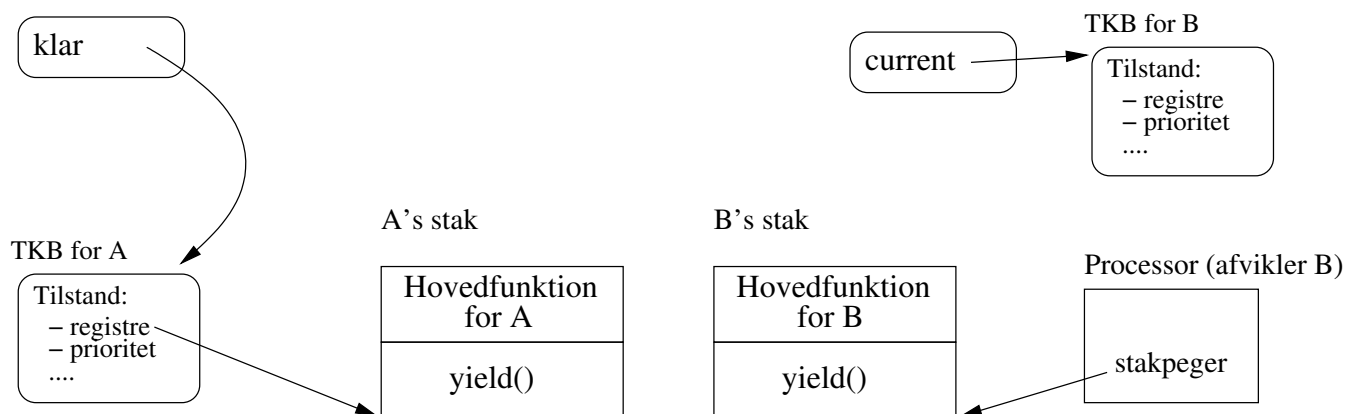 klar
current
TKB for B
Tilstand:
– registre
– prioritet
....
A’s stak
B’s stak
TKB for A
Tilstand:
– registre
– prioritet
....
Hovedfunktion
for A
yield()
Hovedfunktion
for B
yield()
Processor (afvikler B)
stakpeger